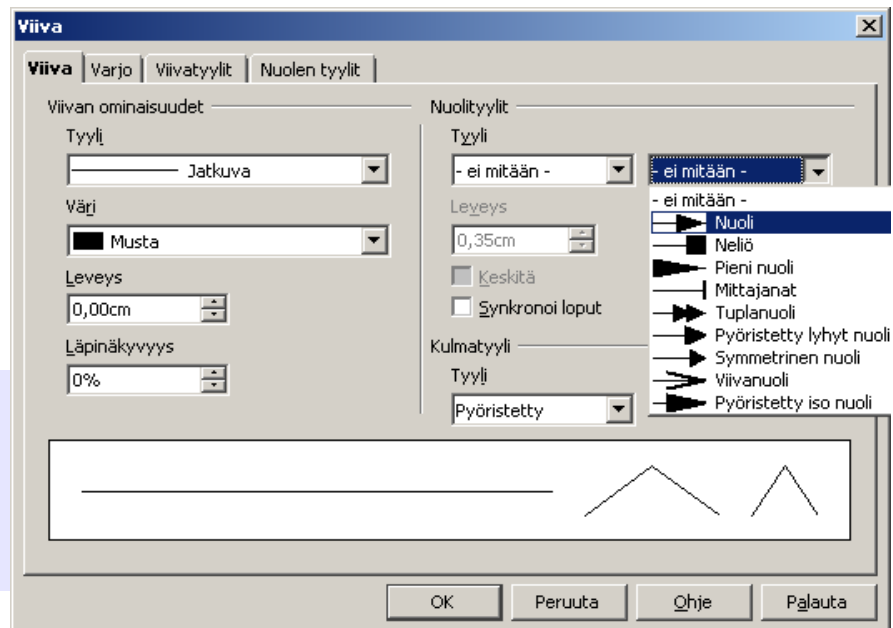 Viiva
Viiva Varjo Viivatyylit Nuolen tyylit
Viivan ominaisuudet
Tyyli
Jatkuva
Väri
Musta
Leveys
0,00cm
Läpinäkyvyys
0%
Nuolityylit
Tyyli
- ei mitään - - ei mitään -
Leveys
0,35cm
Keskitä
Synkronoi loput
Kulmatyyli
Tyyli
Pyöristetty
- ei mitään -
Nuoli
Neliö
Pieni nuoli
Mittajanat
Tuplanuoli
Pyöristetty lyhyt nuoli
Symmetrinen nuoli
Viivanuoli
Pyöristetty iso nuoli
OK Peruuta Ohje Palauta